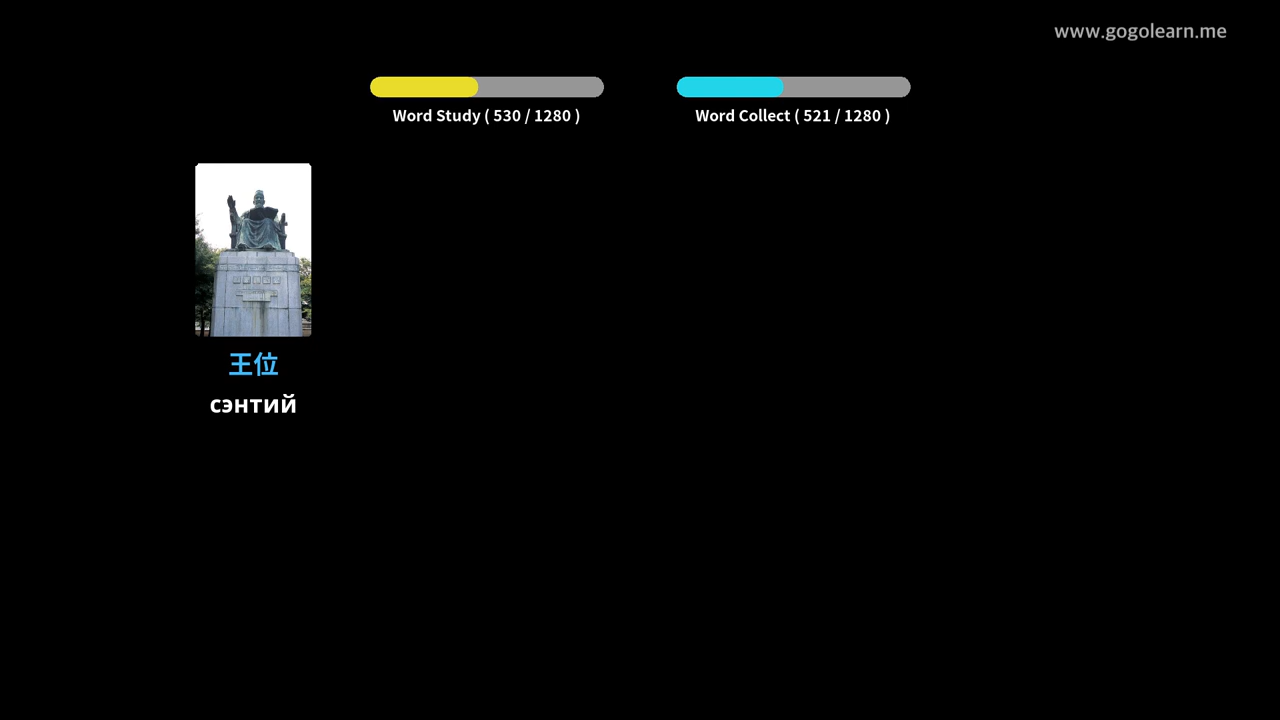 www.gogolearn.me
Word Study ( 530 / 1280 )
Word Collect ( 521 / 1280 )
王位
сэнтий